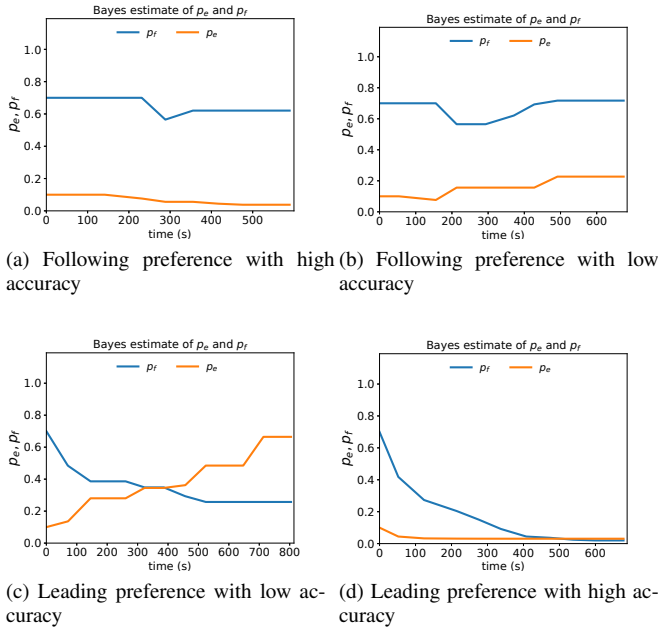 Bayes estimate of p_e and p_f
p_f p_e
p_e, p_f
1.0
0.8
0.6
0.4
0.2
0.0
0 100 200 300 400 500
time (s)
(a) Following preference with high accuracy
Bayes estimate of p_e and p_f
p_f p_e
p_e, p_f
1.0
0.8
0.6
0.4
0.2
0.0
0 100 200 300 400 500 600
time (s)
(b) Following preference with low accuracy
Bayes estimate of p_e and p_f
p_f p_e
p_e, p_f
1.0
0.8
0.6
0.4
0.2
0.0
0 100 200 300 400 500 600 700 800
time (s)
(c) Leading preference with low ac-
curacy
Bayes estimate of p_e and p_f
p_f p_e
p_e, p_f
1.0
0.8
0.6
0.4
0.2
0.0
0 100 200 300 400 500 600
time (s)
(d) Leading preference with high ac-
curacy